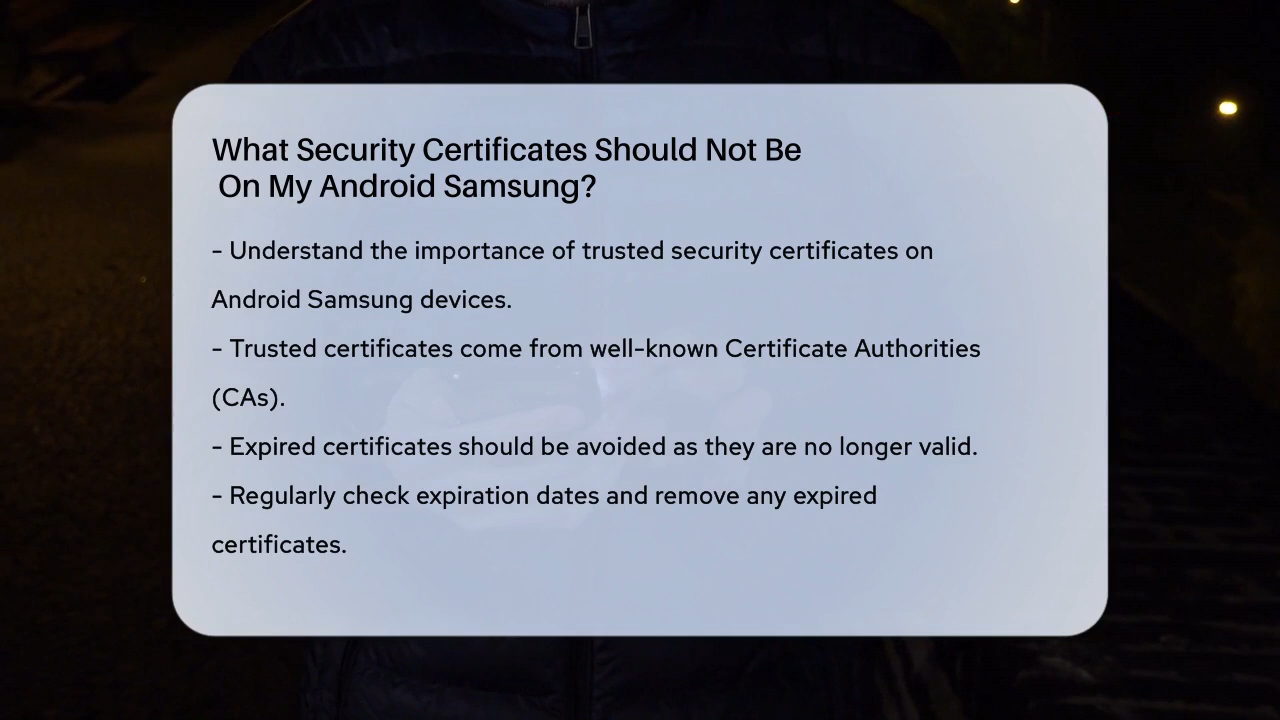 What Security Certificates Should Not Be
On My Android Samsung?
- Understand the importance of trusted security certificates on
Android Samsung devices.
- Trusted certificates come from well-known Certificate Authorities
(CAs).
- Expired certificates should be avoided as they are no longer valid.
- Regularly check expiration dates and remove any expired
certificates.